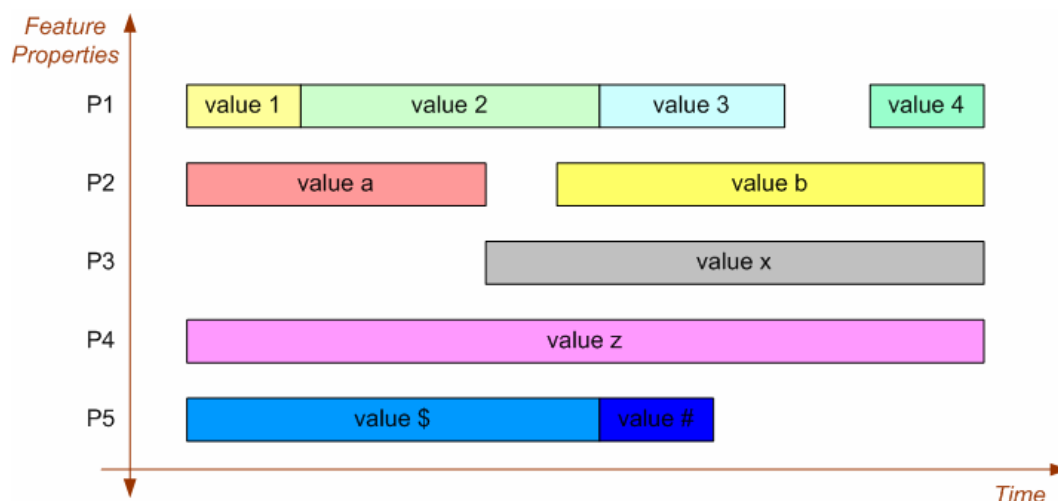 Feature
Properties
P1 value 1 value 2 value 3 value 4
P2 value a value b
P3 value x
P4 value z
P5 value $ value #
Time